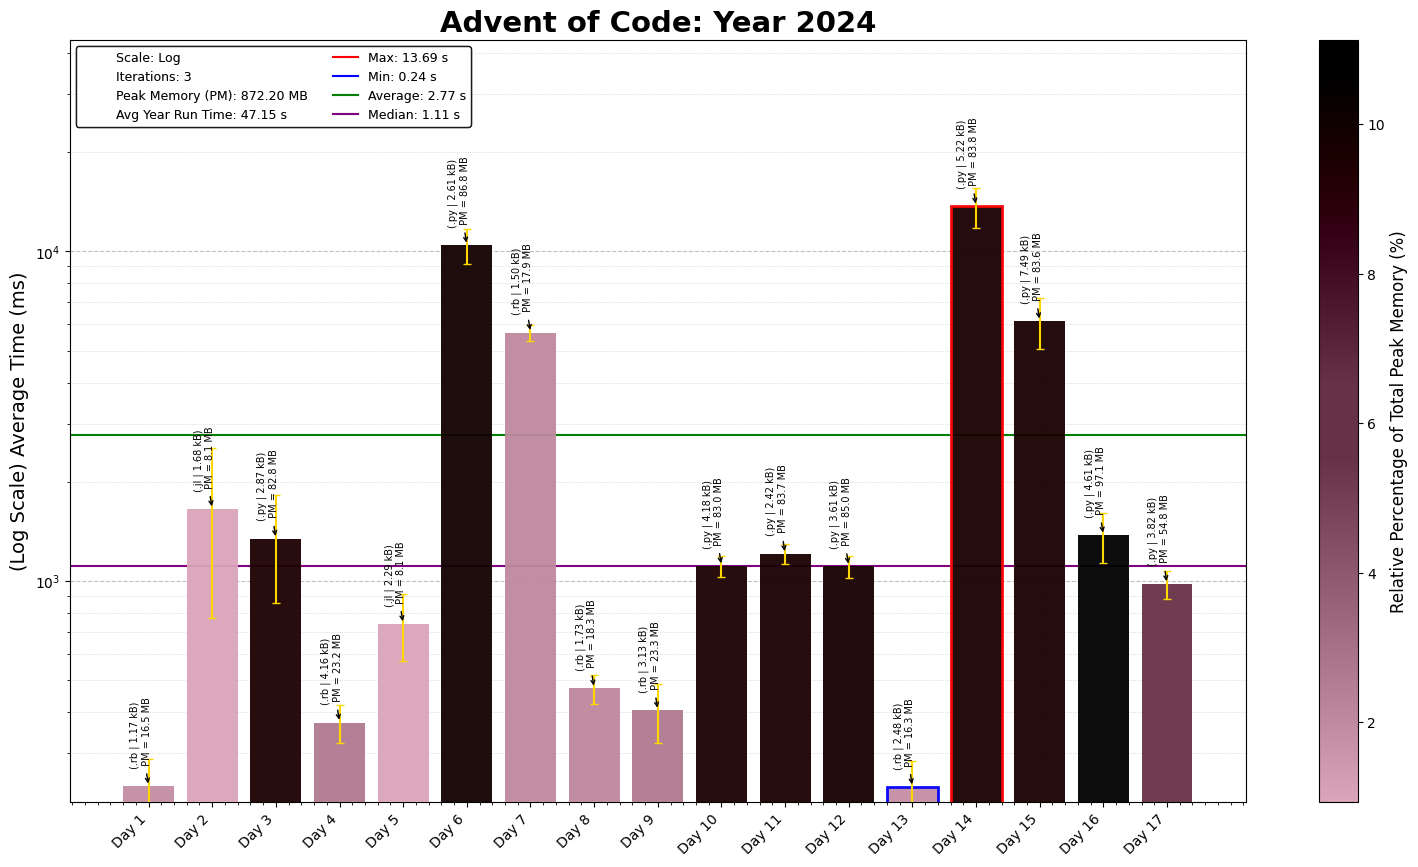 Advent of Code: Year 2024
Scale: Log
Iterations: 3
Peak Memory (PM): 872.20 MB
Avg Year Run Time: 47.15 s
Max: 13.69 s
Min: 0.24 s
Average: 2.77 s
Median: 1.11 s
(Log Scale) Average Time (ms)
10⁴
10³
(.rb | 1.17 kB)
PM = 16.5 MB
(.jl | 1.68 kB)
PM = 8.1 MB
(.py | 2.87 kB)
PM = 82.8 MB
(.rb | 4.16 kB)
PM = 23.2 MB
(.jl | 2.29 kB)
PM = 8.1 MB
(.py | 2.61 kB)
PM = 86.8 MB
(.rb | 1.50 kB)
PM = 17.9 MB
(.rb | 1.73 kB)
PM = 18.3 MB
(.rb | 3.13 kB)
PM = 23.3 MB
(.py | 4.18 kB)
PM = 83.0 MB
(.py | 2.42 kB)
PM = 83.7 MB
(.py | 3.61 kB)
PM = 85.0 MB
(.rb | 2.48 kB)
PM = 16.3 MB
(.py | 5.22 kB)
PM = 83.8 MB
(.py | 7.49 kB)
PM = 83.6 MB
(.py | 4.61 kB)
PM = 97.1 MB
(.py | 3.82 kB)
PM = 54.8 MB
Day 1
Day 2
Day 3
Day 4
Day 5
Day 6
Day 7
Day 8
Day 9
Day 10
Day 11
Day 12
Day 13
Day 14
Day 15
Day 16
Day 17
10
8
6
4
2
Relative Percentage of Total Peak Memory (%)